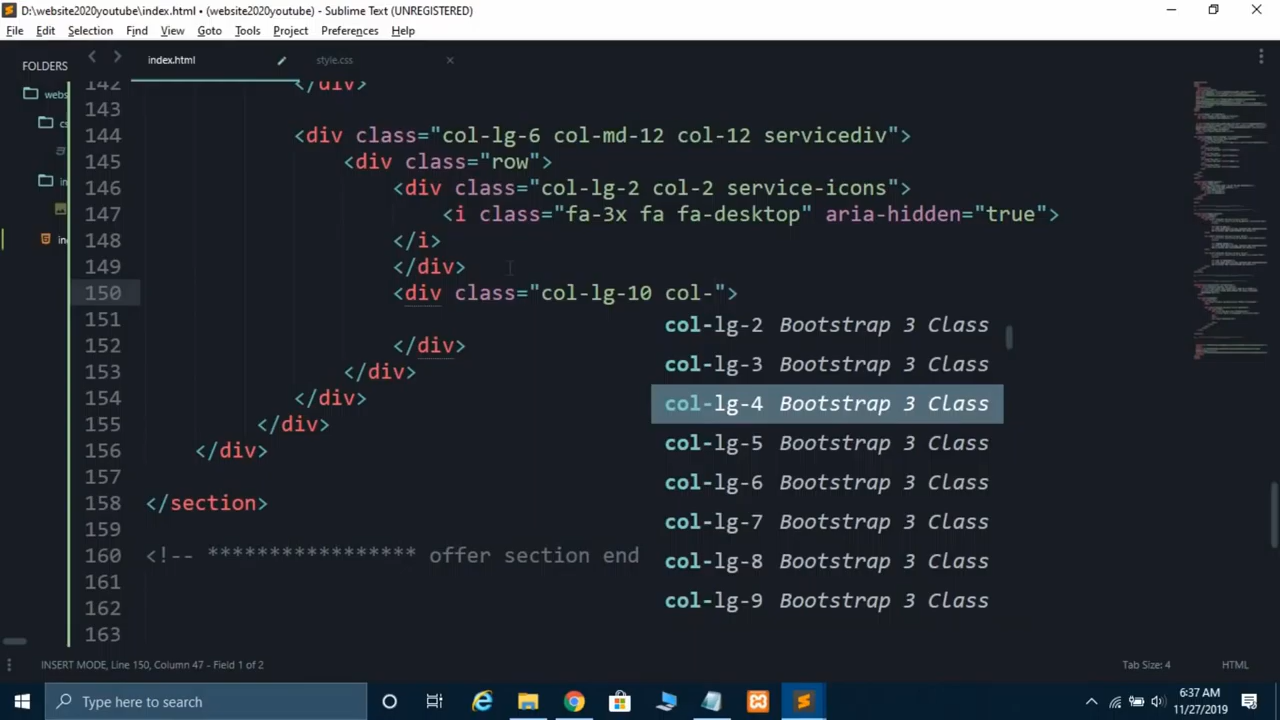 D:\website2020youtube\index.html • (website2020youtube) - Sublime Text (UNREGISTERED)
File Edit Selection Find View Goto Tools Project Preferences Help
FOLDERS
webs
index.html
style.css
142 </div>
143
144 <div class="col-lg-6 col-md-12 col-12 servicediv">
145 <div class="row">
146 <div class="col-lg-2 col-2 service-icons">
147 <i class="fa-3x fa fa-desktop" aria-hidden="true">
148 </i>
149 </div>
150 <div class="col-lg-10 col-">
151
152 </div>
153 </div>
154 </div>
155 </div>
156 </div>
157
158 </section>
159
160 <!-- ***************** offer section end
161
162
163
col-lg-2 Bootstrap 3 Class
col-lg-3 Bootstrap 3 Class
col-lg-4 Bootstrap 3 Class
col-lg-5 Bootstrap 3 Class
col-lg-6 Bootstrap 3 Class
col-lg-7 Bootstrap 3 Class
col-lg-8 Bootstrap 3 Class
col-lg-9 Bootstrap 3 Class
INSERT MODE, Line 150, Column 47 - Field 1 of 2
Tab Size: 4
HTML
Type here to search
6:37 AM
11/27/2019